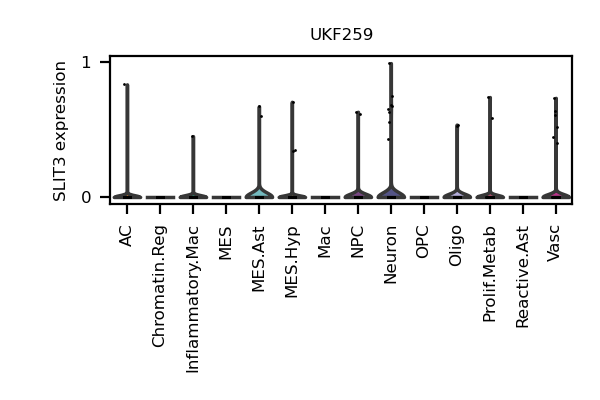 UKF259
SLIT3 expression
1
0
AC
Chromatin.Reg
Inflammatory.Mac
MES
MES.Ast
MES.Hyp
Mac
NPC
Neuron
OPC
Oligo
Prolif.Metab
Reactive.Ast
Vasc